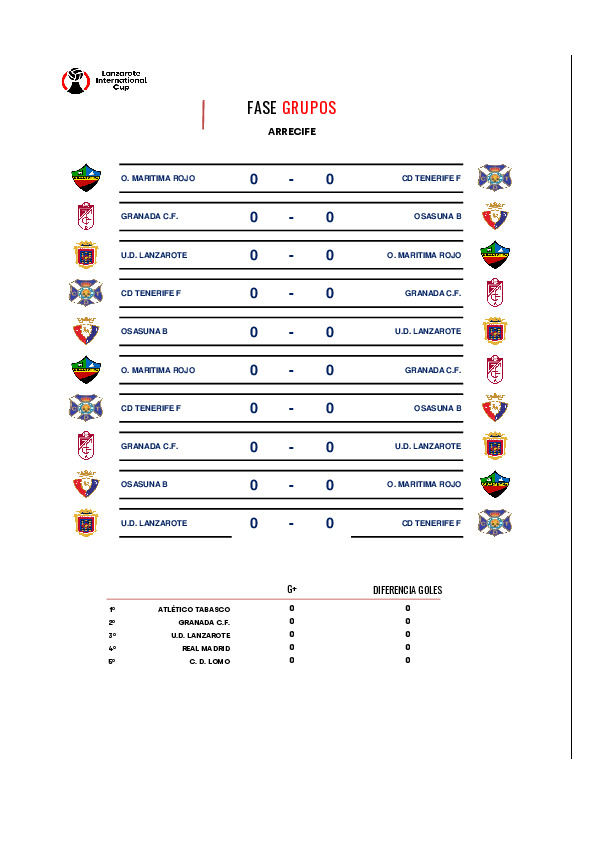 Lanzarote
International
Cup
FASE GRUPOS
ARRECIFE
O. MARITIMA ROJO 0 - 0 CD TENERIFE F
GRANADA C.F. 0 - 0 OSASUNA B
U.D. LANZAROTE 0 - 0 O. MARITIMA ROJO
CD TENERIFE F 0 - 0 GRANADA C.F.
OSASUNA B 0 - 0 U.D. LANZAROTE
O. MARITIMA ROJO 0 - 0 GRANADA C.F.
CD TENERIFE F 0 - 0 OSASUNA B
GRANADA C.F. 0 - 0 U.D. LANZAROTE
OSASUNA B 0 - 0 O. MARITIMA ROJO
U.D. LANZAROTE 0 - 0 CD TENERIFE F
G+ DIFERENCIA GOLES
1º ATLÉTICO TABASCO 0 0
2º GRANADA C.F. 0 0
3º U.D. LANZAROTE 0 0
4º REAL MADRID 0 0
5º C. D. LOMO 0 0